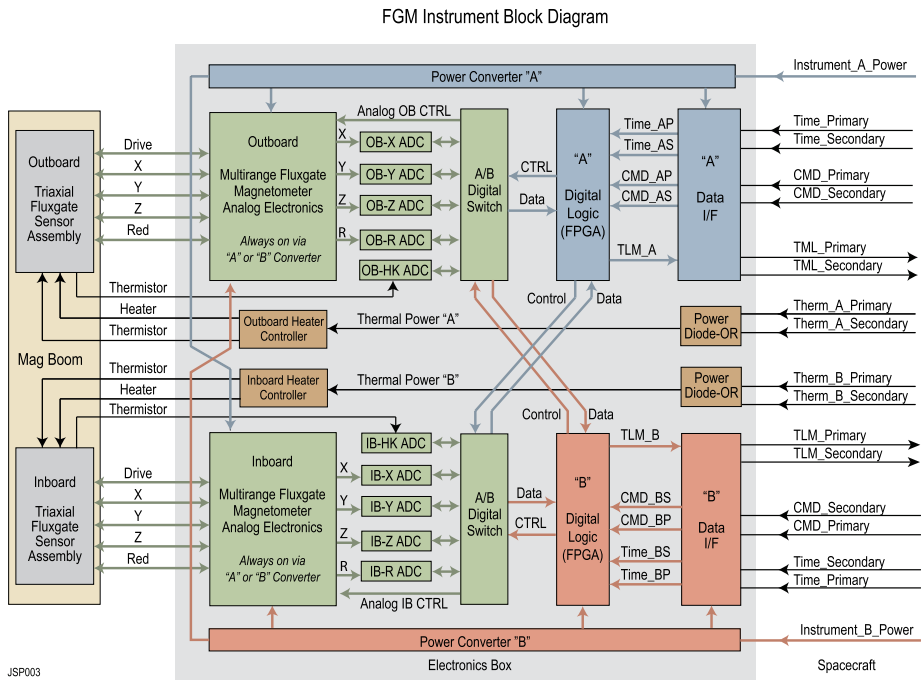 FGM Instrument Block Diagram
Power Converter "A"
Instrument_A_Power
Analog OB CTRL
Outboard
Multirange Fluxgate
Magnetometer
Analog Electronics
Always on via
"A" or "B" Converter
X
Y
Z
R
OB-X ADC
OB-Y ADC
OB-Z ADC
OB-R ADC
OB-HK ADC
A/B
Digital
Switch
CTRL
Data
"A"
Digital
Logic
(FPGA)
Time_AP
Time_AS
CMD_AP
CMD_AS
TLM_A
"A"
Data
I/F
Time_Primary
Time_Secondary
CMD_Primary
CMD_Secondary
TML_Primary
TML_Secondary
Outboard
Triaxial
Fluxgate
Sensor
Assembly
Drive
X
Y
Z
Red
Thermistor
Heater
Thermistor
Outboard Heater
Controller
Thermal Power "A"
Control
Data
Power
Diode-OR
Therm_A_Primary
Therm_A_Secondary
Mag Boom
Thermistor
Heater
Thermistor
Inboard Heater
Controller
Thermal Power "B"
Control
Data
Power
Diode-OR
Therm_B_Primary
Therm_B_Secondary
Inboard
Triaxial
Fluxgate
Sensor
Assembly
Drive
X
Y
Z
Red
Inboard
Multirange Fluxgate
Magnetometer
Analog Electronics
Always on via
"A" or "B" Converter
X
Y
Z
R
IB-HK ADC
IB-X ADC
IB-Y ADC
IB-Z ADC
IB-R ADC
Analog IB CTRL
A/B
Digital
Switch
Data
CTRL
"B"
Digital
Logic
(FPGA)
TLM_B
CMD_BS
CMD_BP
Time_BS
Time_BP
"B"
Data
I/F
TLM_Primary
TLM_Secondary
CMD_Secondary
CMD_Primary
Time_Secondary
Time_Primary
Power Converter "B"
Instrument_B_Power
JSP003
Electronics Box
Spacecraft